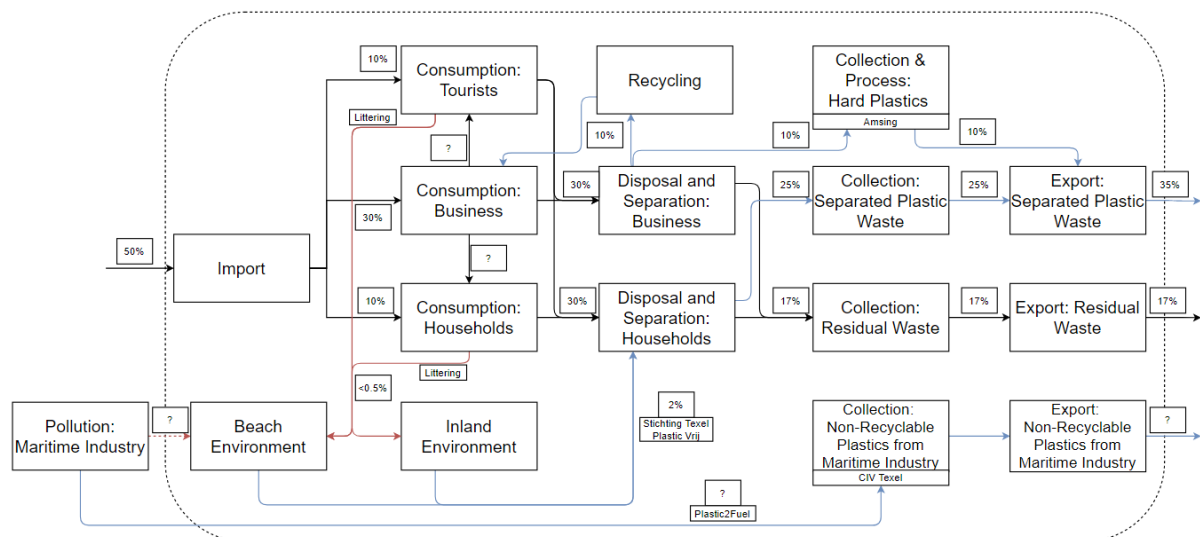 10%
Consumption:
Tourists
Recycling
Collection &
Process:
Hard Plastics
Amsing
Littering
?
10%
10%
10%
Consumption:
Business
30%
30%
Disposal and
Separation:
Business
25%
Collection:
Separated Plastic
Waste
25%
Export:
Separated Plastic
Waste
35%
50%
Import
?
10%
Consumption:
Households
30%
Disposal and
Separation:
Households
17%
Collection:
Residual Waste
17%
Export: Residual
Waste
17%
Littering
<0.5%
Pollution:
Maritime Industry
?
Beach
Environment
Inland
Environment
2%
Stichting Texel
Plastic Vrij
Collection:
Non-Recyclable
Plastics from
Maritime Industry
CIV Texel
Export:
Non-Recyclable
Plastics from
Maritime Industry
?
?
Plastic2Fuel